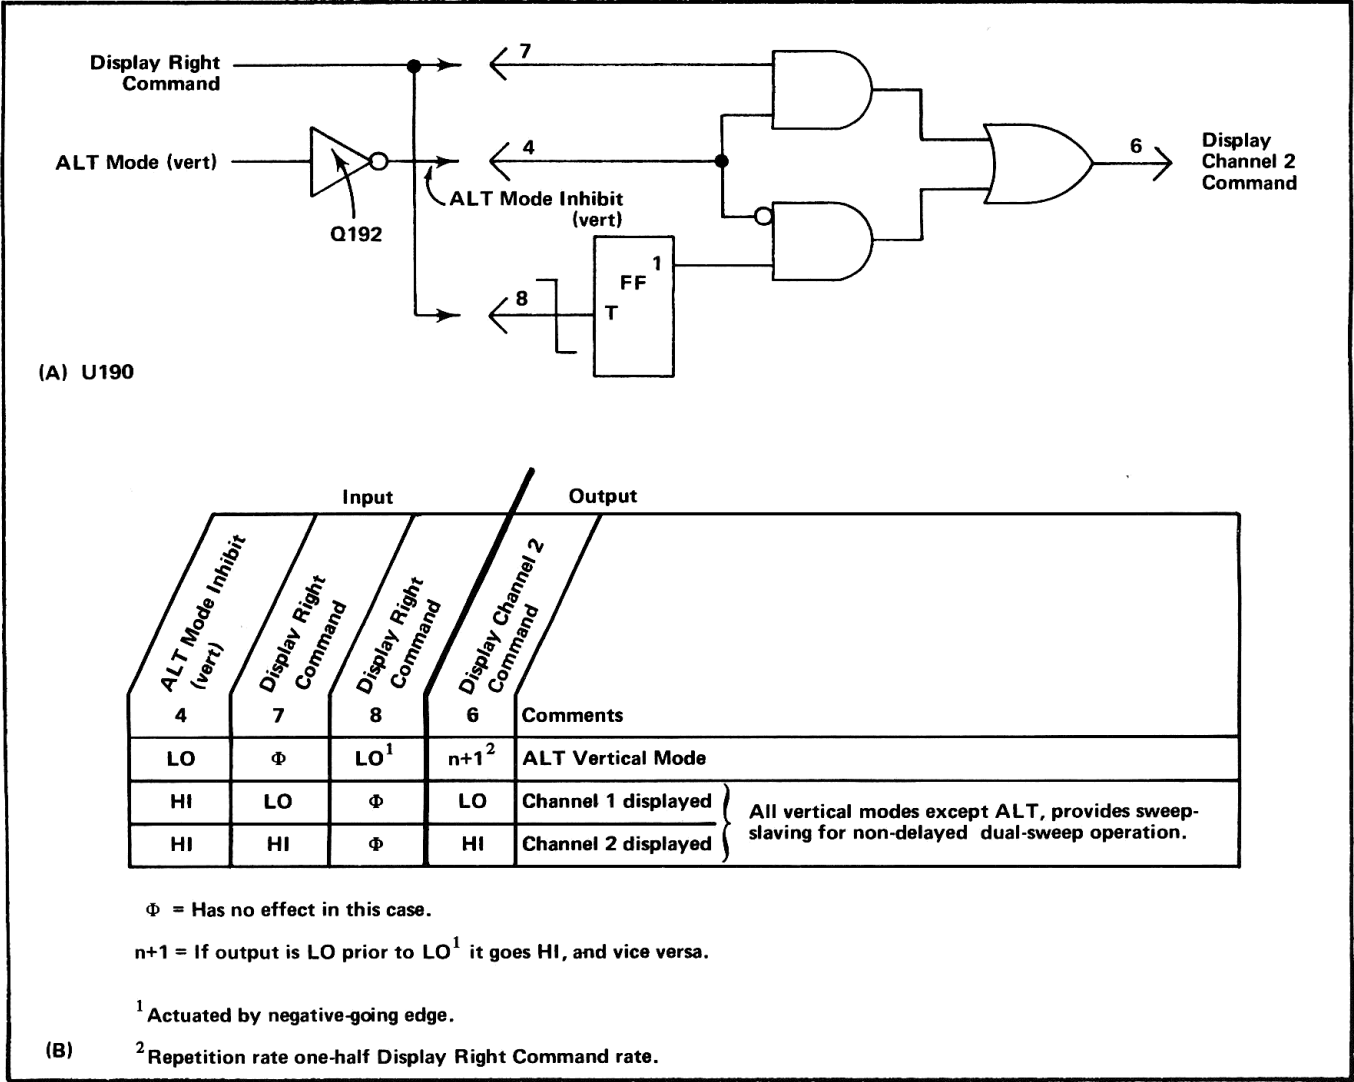 Display Right
Command
7
ALT Mode (vert)
4
ALT Mode Inhibit
(vert)
Q192
6
Display
Channel 2
Command
8
1
FF
T
(A) U190
Input
Output
ALT Mode Inhibit
(vert)
Display Right
Command
Display Right
Command
Display Channel 2
Command
4 7 8 6 Comments
LO Φ LO¹ n+1² ALT Vertical Mode
HI LO Φ LO Channel 1 displayed
HI HI Φ HI Channel 2 displayed
All vertical modes except ALT, provides sweep-
slaving for non-delayed dual-sweep operation.
Φ = Has no effect in this case.
n+1 = If output is LO prior to LO¹ it goes HI, and vice versa.
¹Actuated by negative-going edge.
(B)
²Repetition rate one-half Display Right Command rate.